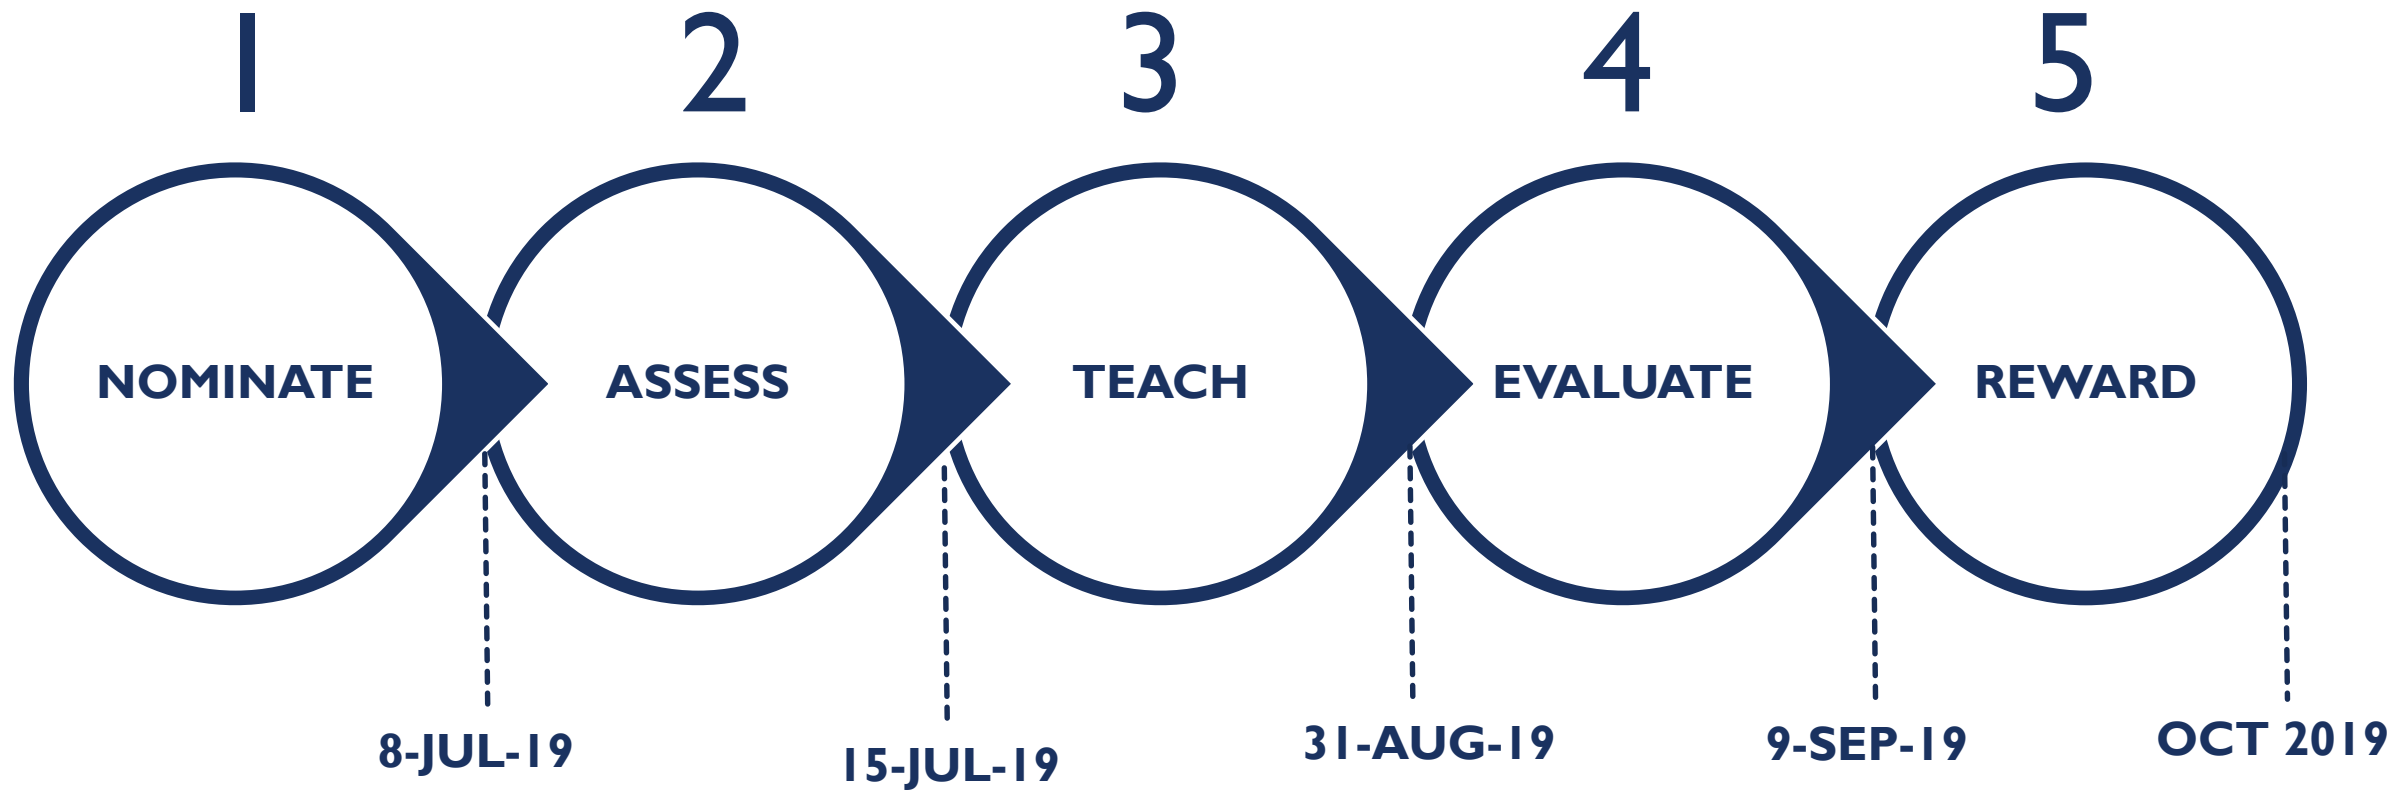 1
2
3
4
5
NOMINATE
ASSESS
TEACH
EVALUATE
REWARD
8-JUL-19
15-JUL-19
31-AUG-19
9-SEP-19
OCT 2019